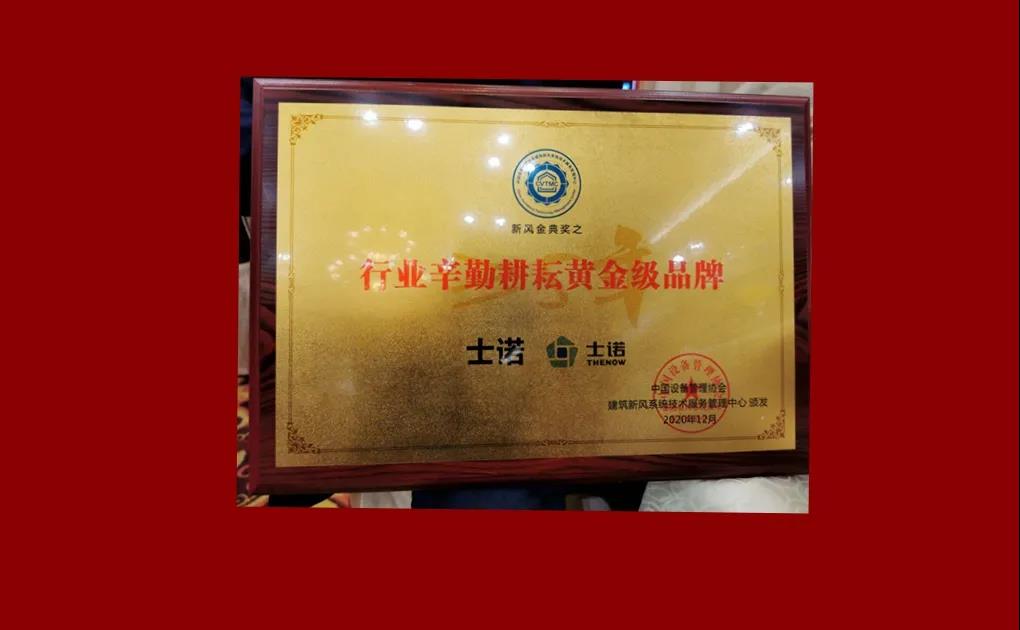 CVTMC
新风金典奖之
行业辛勤耕耘黄金级品牌
士诺 士诺
THENOW
中国设备管理协会
建筑新风系统技术服务管理中心 颁发
2020年12月